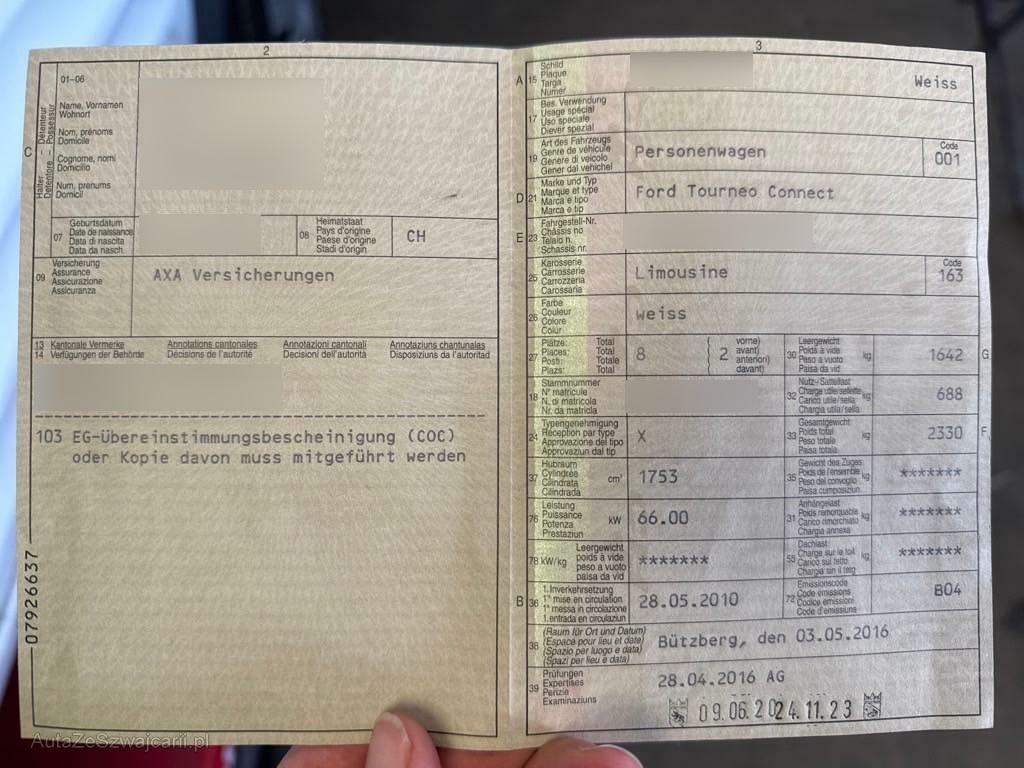 2
C
Halter - Détenteur
Detentore - Possessur
01-06
Name, Vornamen
Wohnort
Nom, prénoms
Domicile
Cognome, nomi
Domicilio
Num, prenums
Domicil
07
Geburtsdatum
Date de naissance
Data di nascita
Data da nasch.
08
Heimatstaat
Pays d'origine
Paese d'origine
Stadi d'origin
CH
09
Versicherung
Assurance
Assicurazione
Assicuranza
AXA Versicherungen
13 Kantonale Vermerke Annotations cantonales Annotazioni cantonali Annotaziuns chantunalas
14 Verfügungen der Behörde Décisions de l'autorité Decisioni dell'autorità Disposiziuns da l'autoritad
103 EG-Übereinstimmungsbescheinigung (COC)
oder Kopie davon muss mitgeführt werden
07926637
3
A 15
Schild
Plaque
Targa
Numer
Weiss
17
Bes. Verwendung
Usage spécial
Uso speciale
Diever spezial
19
Art des Fahrzeugs
Genre de véhicule
Genere di veicolo
Gener dal vehichel
Personenwagen
Code
001
D 21
Marke und Typ
Marque et type
Marca e tipo
Marca e tip
Ford Tourneo Connect
E 23
Fahrgestell-Nr.
Châssis no
Telaio n.
Schassis nr.
25
Karosserie
Carrosserie
Carrozzeria
Carossaria
Limousine
Code
163
26
Farbe
Couleur
Colore
Colur
weiss
27
Plätze: Total
Places: Total
Posti: Totale
Plazs: Total
8
2
vorne)
avant)
anteriori)
davant)
30
Leergewicht
Poids à vide
Peso a vuoto
Paisa da vid
kg
1642
G
18
Stammnummer
N° matricule
N. di matricola
Nr. da matricla
32
Nutz-/Sattellast
Charge utile/sellette
Carico utile/sella
Chargia utila/sella
kg
688
24
Typengenehmigung
Réception par type
Approvazione del tipo
Approvaziun dal tip
X
33
Gesamtgewicht
Poids total
Peso totale
Paisa totala
kg
2330
F
37
Hubraum
Cylindrée
Cilindrata
Cilindrada
cm³
1753
35
Gewicht des Zuges
Poids de l'ensemble
Peso del convoglio
Paisa cumposiziun
kg
*******
76
Leistung
Puissance
Potenza
Prestaziun
kW
66.00
31
Anhängelast
Poids remorquable
Carico rimorchiato
Chargia annexa
kg
*******
78 kW/kg
Leergewicht
poids à vide
peso a vuoto
paisa da vid
*******
55
Dachlast
Charge sur le toit
Carico sul tetto
Chargia sin il tetg
kg
*******
B 36
1.Inverkehrsetzung
1re mise en circulation
1a messa in circolazione
1.entrada en circulaziun
28.05.2010
72
Emissionscode
Code émissions
Codice emissioni
Code d'emissiuns
B04
38
(Raum für Ort und Datum)
(Espace pour lieu et date)
(Spazio per luogo e data)
(Spazi per lieu e data)
Bützberg, den 03.05.2016
39
Prüfungen
Expertises
Perizie
Examinaziuns
28.04.2016 AG
09.06.2024.11.23
AutaZeSzwajcarii.pl